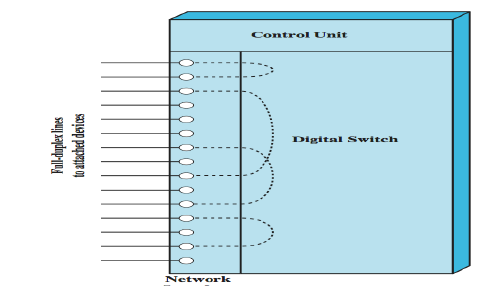 Control Unit
Full-duplex lines
to attached devices
Digital Switch
Network